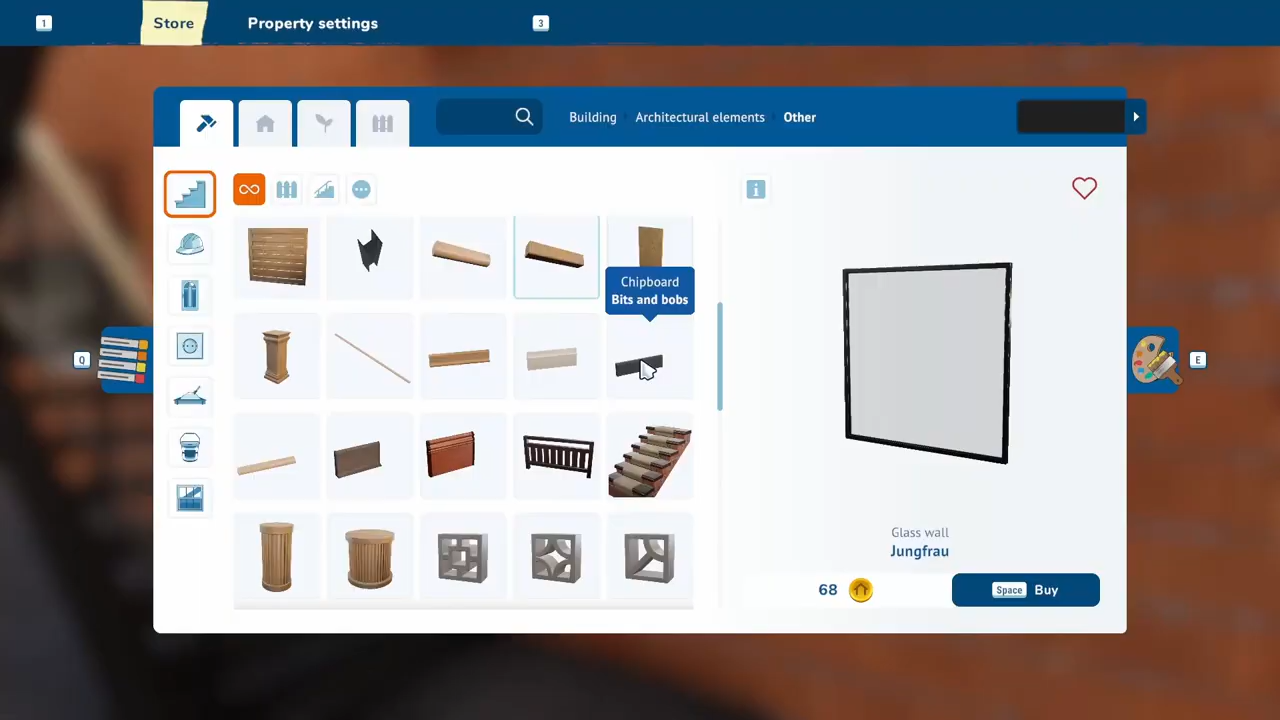 1
Store
Property settings
3
Building
Architectural elements
Other
Chipboard
Bits and bobs
Q
E
Glass wall
Jungfrau
68
Space Buy